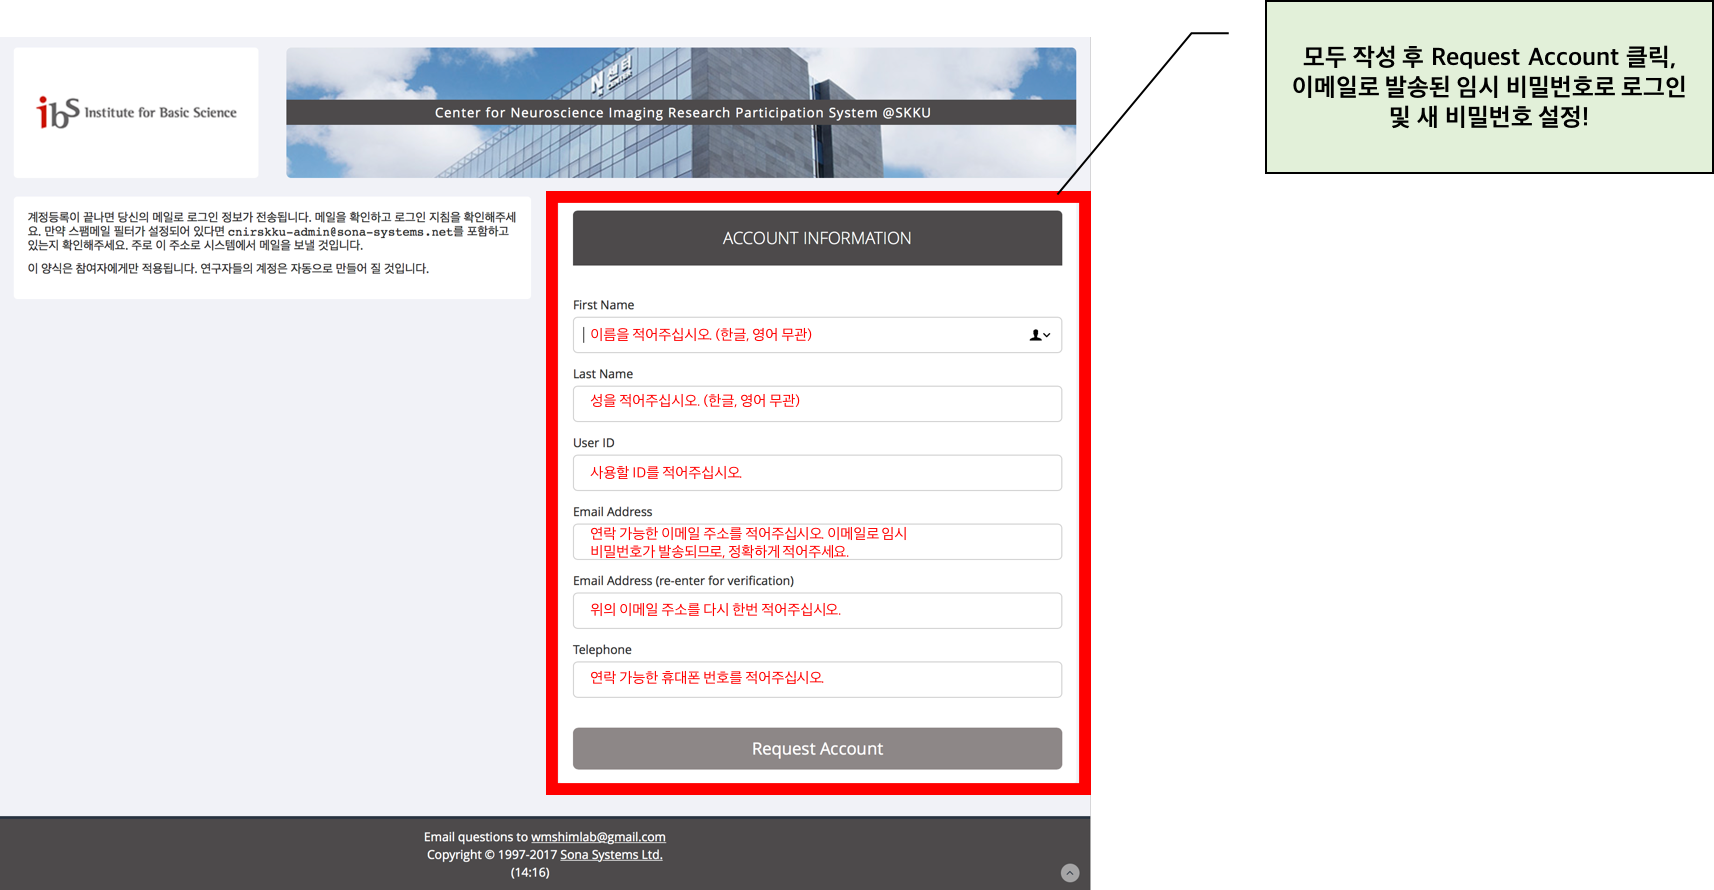 모두 작성 후 Request Account 클릭,
이메일로 발송된 임시 비밀번호로 로그인
및 새 비밀번호 설정!
ibs Institute for Basic Science
N 센터
Center for Neuroscience Imaging Research Participation System @SKKU
계정등록이 끝나면 당신의 메일로 로그인 정보가 전송됩니다. 메일을 확인하고 로그인 지침을 확인해주세
요. 만약 스팸메일 필터가 설정되어 있다면 cnirskku-admin@sona-systems.net를 포함하고
있는지 확인해주세요. 주로 이 주소로 시스템에서 메일을 보낼 것입니다.
이 양식은 참여자에게만 적용됩니다. 연구자들의 계정은 자동으로 만들어 질 것입니다.
ACCOUNT INFORMATION
First Name
이름을 적어주십시오. (한글, 영어 무관)
Last Name
성을 적어주십시오. (한글, 영어 무관)
User ID
사용할 ID를 적어주십시오.
Email Address
연락 가능한 이메일 주소를 적어주십시오. 이메일로 임시
비밀번호가 발송되므로, 정확하게 적어주세요.
Email Address (re-enter for verification)
위의 이메일 주소를 다시 한번 적어주십시오.
Telephone
연락 가능한 휴대폰 번호를 적어주십시오.
Request Account
Email questions to wmshimlab@gmail.com
Copyright © 1997-2017 Sona Systems Ltd.
(14:16)